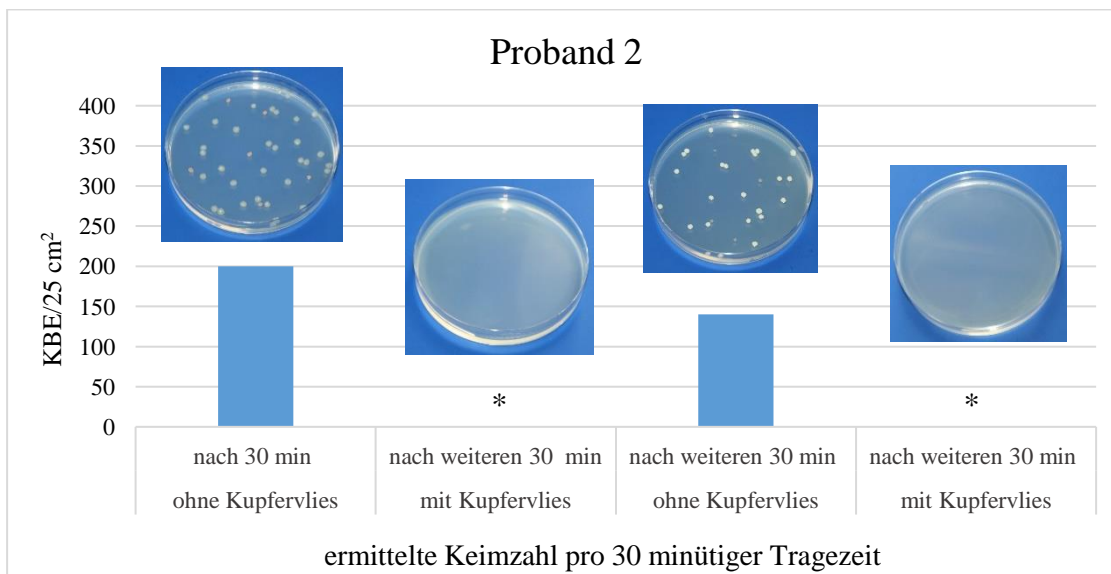 Proband 2
KBE/25 cm²
400
350
300
250
200
150
100
50
0
*
*
nach 30 min
ohne Kupfervlies
nach weiteren 30 min
mit Kupfervlies
nach weiteren 30 min
ohne Kupfervlies
nach weiteren 30 min
mit Kupfervlies
ermittelte Keimzahl pro 30 minütiger Tragezeit